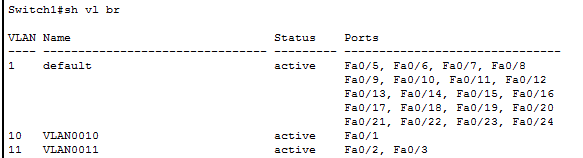 Switch1#sh vl br
VLAN Name                             Status    Ports
---- -------------------------------- --------- -------------------------------
1    default                          active    Fa0/5, Fa0/6, Fa0/7, Fa0/8
                                                Fa0/9, Fa0/10, Fa0/11, Fa0/12
                                                Fa0/13, Fa0/14, Fa0/15, Fa0/16
                                                Fa0/17, Fa0/18, Fa0/19, Fa0/20
                                                Fa0/21, Fa0/22, Fa0/23, Fa0/24
10   VLAN0010                         active    Fa0/1
11   VLAN0011                         active    Fa0/2, Fa0/3